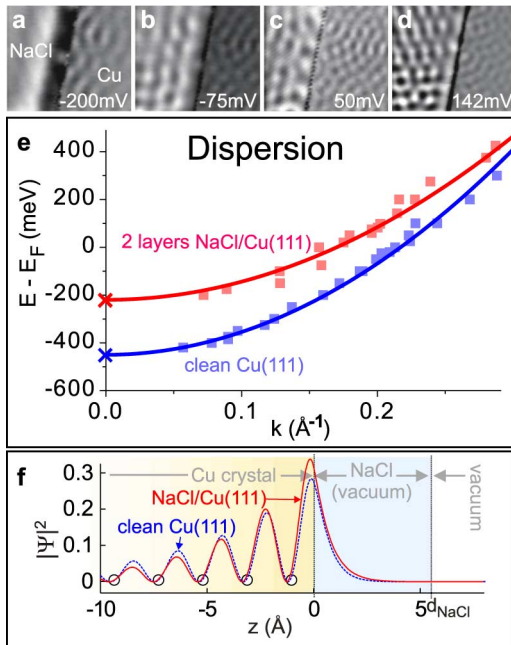 a b c d
NaCl
Cu
-200mV -75mV 50mV 142mV
e Dispersion
E - E_F (meV)
400
200
0
-200
-400
-600
2 layers NaCl/Cu(111)
clean Cu(111)
0.0 0.1 0.2
k (Å⁻¹)
f
|Ψ|²
0.3
0.2
0.1
0
Cu crystal NaCl (vacuum) vacuum
NaCl/Cu(111)
clean Cu(111)
-10 -5 0 5 d_NaCl
z (Å)